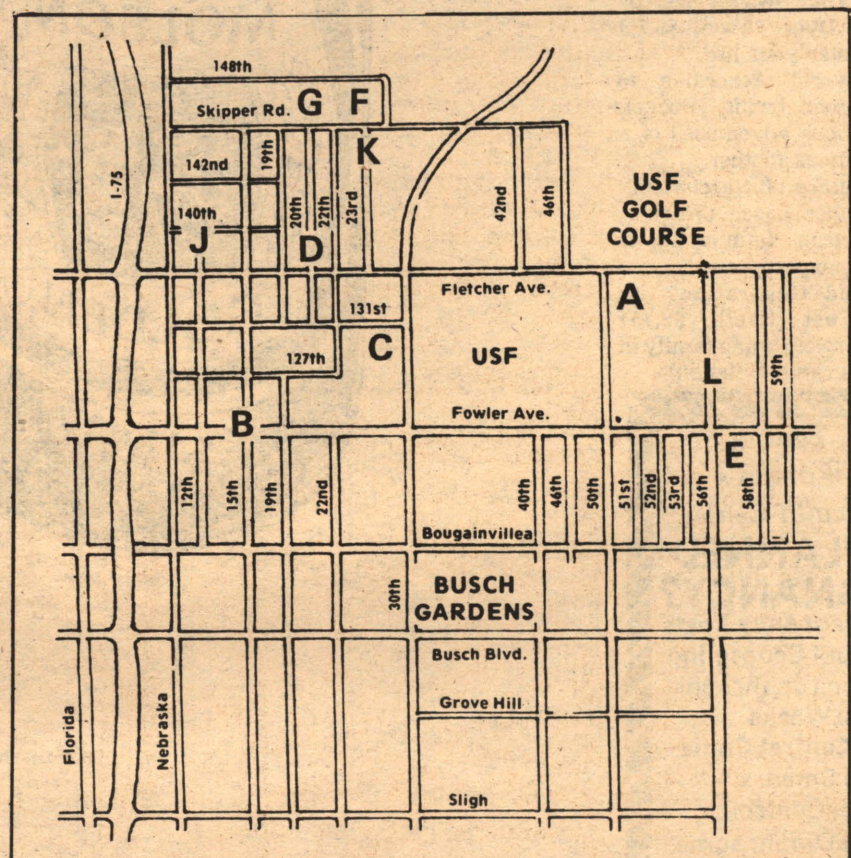 148th
Skipper Rd.
G
F
K
142nd
19th
I-75
20th
22th
23rd
42nd
46th
USF
GOLF
COURSE
140th
J
D
Fletcher Ave.
A
131st
C
USF
127th
L
59th
Fowler Ave.
B
E
12th
15th
19th
22nd
40th
46th
50th
51st
52nd
53rd
56th
58th
Bougainvillea
30th
BUSCH
GARDENS
Busch Blvd.
Grove Hill
Florida
Nebraska
Sligh